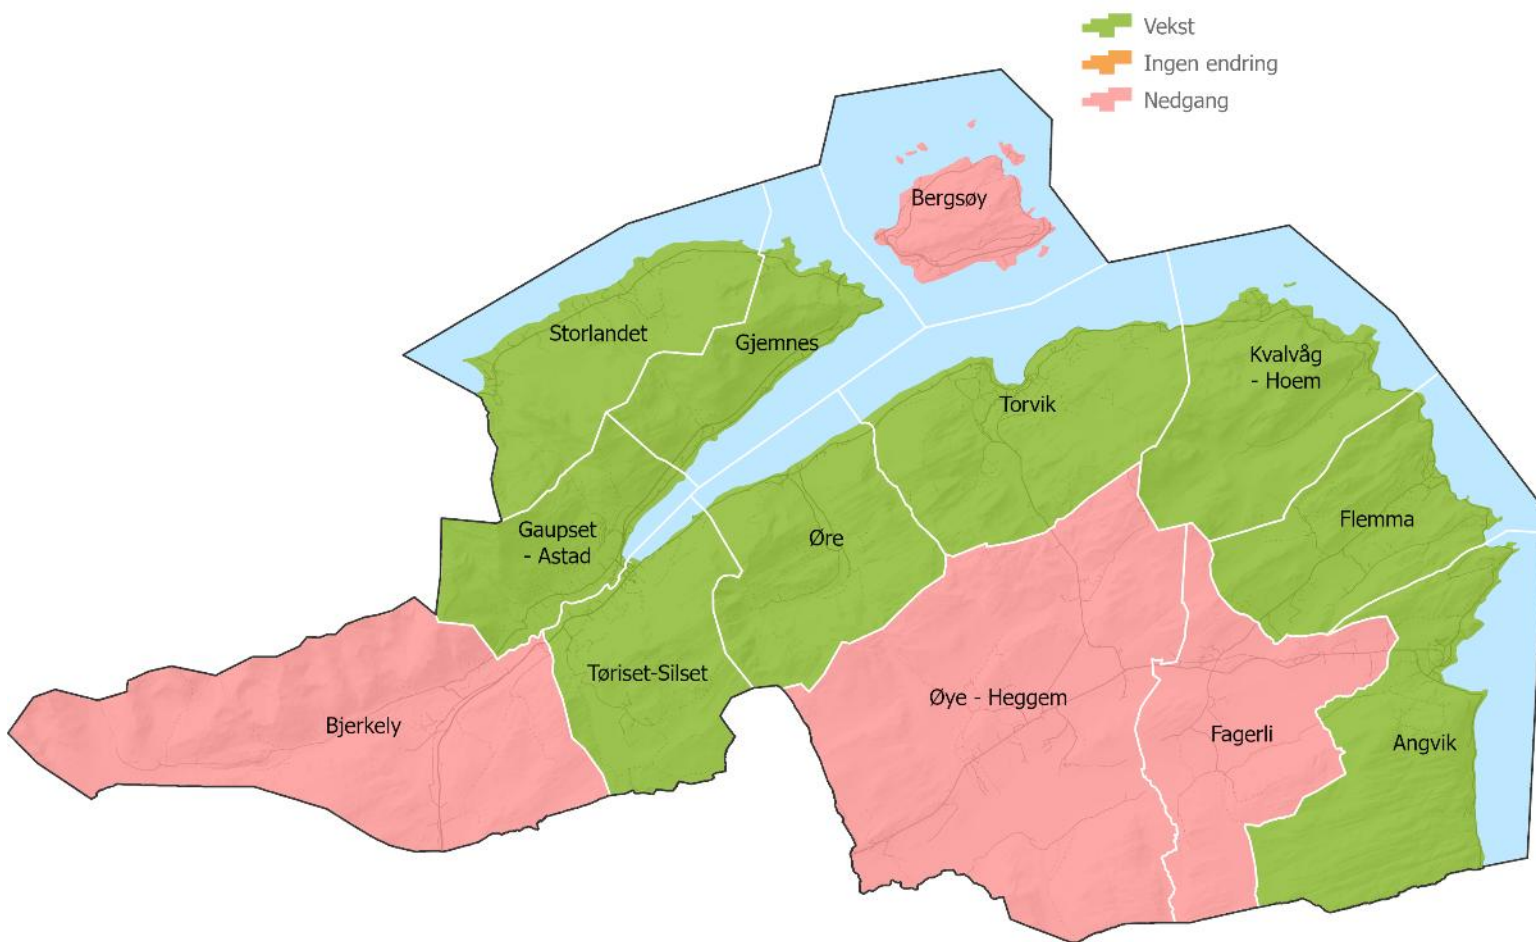 Vekst
Ingen endring
Nedgang
Bergsøy
Storlandet
Gjemnes
Kvalvåg
- Hoem
Torvik
Gaupset
- Astad
Øre
Flemma
Tøriset-Silset
Øye - Heggem
Bjerkely
Fagerli
Angvik